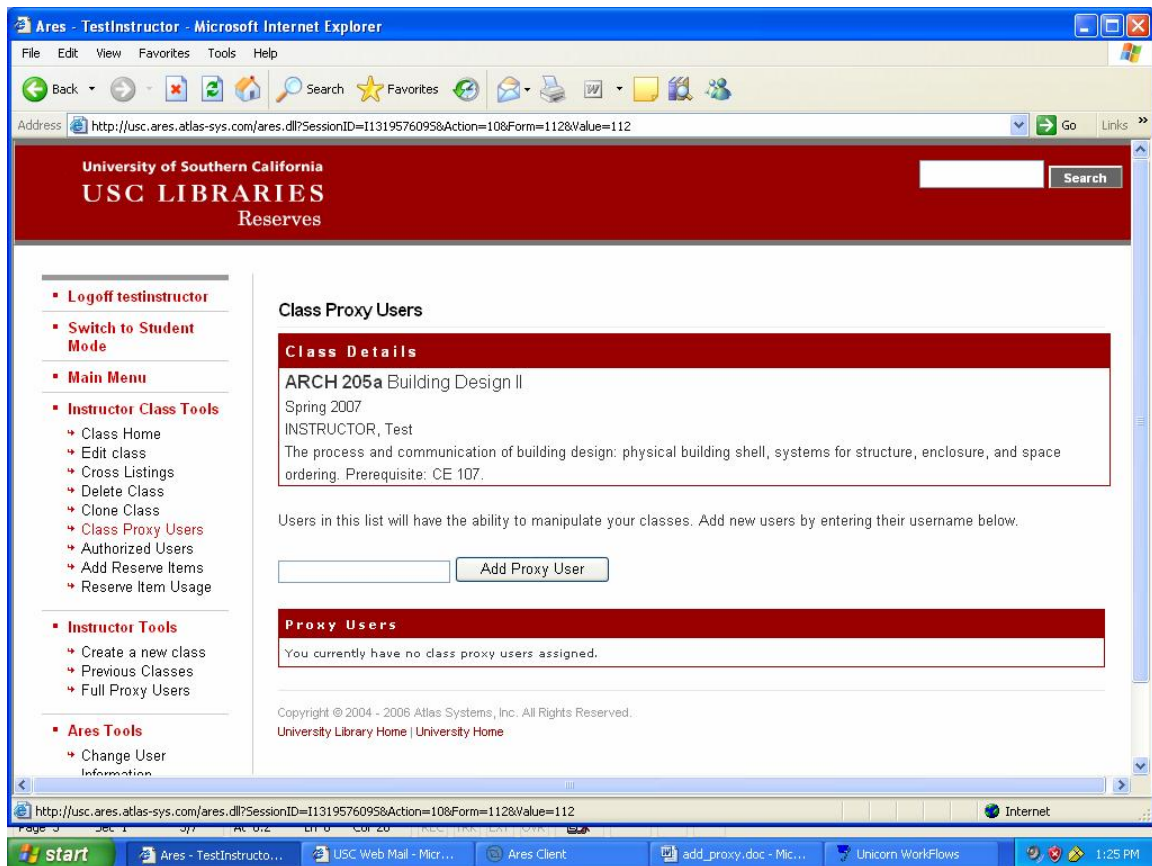 Ares - TestInstructor - Microsoft Internet Explorer
File Edit View Favorites Tools Help
Back Search Favorites
Address http://usc.ares.atlas-sys.com/ares.dll?SessionID=I131957609S&Action=10&Form=112&Value=112 Go Links »
University of Southern California
USC LIBRARIES
Reserves
Search
Logoff testinstructor
Switch to Student
Mode
Main Menu
Instructor Class Tools
Class Home
Edit class
Cross Listings
Delete Class
Clone Class
Class Proxy Users
Authorized Users
Add Reserve Items
Reserve Item Usage
Instructor Tools
Create a new class
Previous Classes
Full Proxy Users
Ares Tools
Change User
Information
Class Proxy Users
Class Details
ARCH 205a Building Design II
Spring 2007
INSTRUCTOR, Test
The process and communication of building design: physical building shell, systems for structure, enclosure, and space
ordering. Prerequisite: CE 107.
Users in this list will have the ability to manipulate your classes. Add new users by entering their username below.
Add Proxy User
Proxy Users
You currently have no class proxy users assigned.
Copyright © 2004 - 2006 Atlas Systems, Inc. All Rights Reserved.
University Library Home | University Home
http://usc.ares.atlas-sys.com/ares.dll?SessionID=I131957609S&Action=10&Form=112&Value=112 Internet
start Ares - TestInstructo... USC Web Mail - Micr... Ares Client add_proxy.doc - Mic... Unicorn WorkFlows 1:25 PM